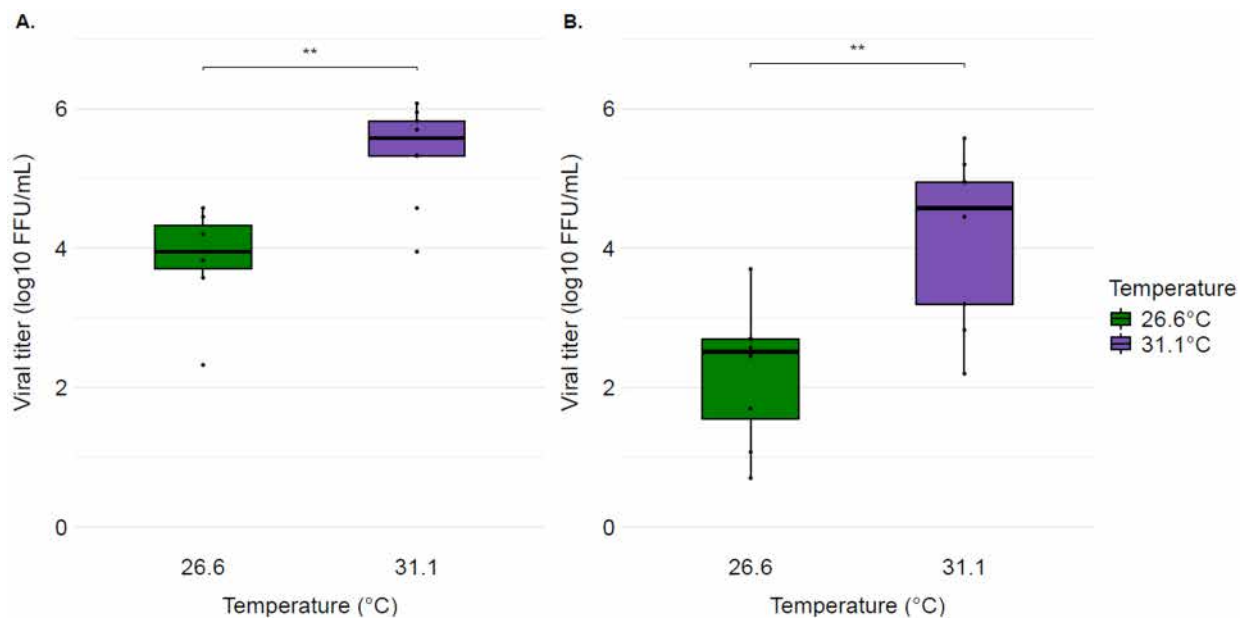 A.
**
6
4
2
0
Viral titer (log10 FFU/mL)
26.6
31.1
Temperature (°C)
B.
**
6
4
2
0
Viral titer (log10 FFU/mL)
26.6
31.1
Temperature (°C)
Temperature
26.6°C
31.1°C